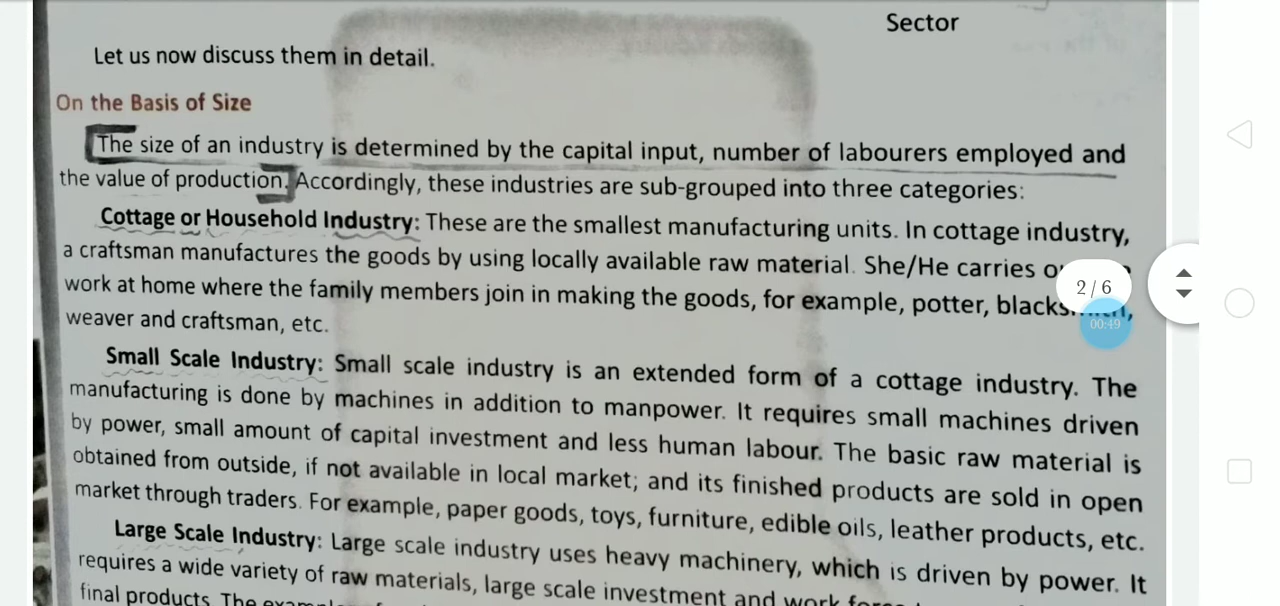 Sector
Let us now discuss them in detail.
On the Basis of Size
The size of an industry is determined by the capital input, number of labourers employed and
the value of production. Accordingly, these industries are sub-grouped into three categories:
Cottage or Household Industry: These are the smallest manufacturing units. In cottage industry,
a craftsman manufactures the goods by using locally available raw material. She/He carries
work at home where the family members join in making the goods, for example, potter,
2 / 6
00:49
weaver and craftsman, etc.
Small Scale Industry: Small scale industry is an extended form of a cottage industry. The
manufacturing is done by machines in addition to manpower. It requires small machines driven
by power, small amount of capital investment and less human labour. The basic raw material is
obtained from outside, if not available in local market; and its finished products are sold in open
market through traders. For example, paper goods, toys, furniture, edible oils, leather products, etc.
Large Scale Industry: Large scale industry uses heavy machinery, which is driven by power. It
requires a wide variety of raw materials, large scale investment and work
final products. The